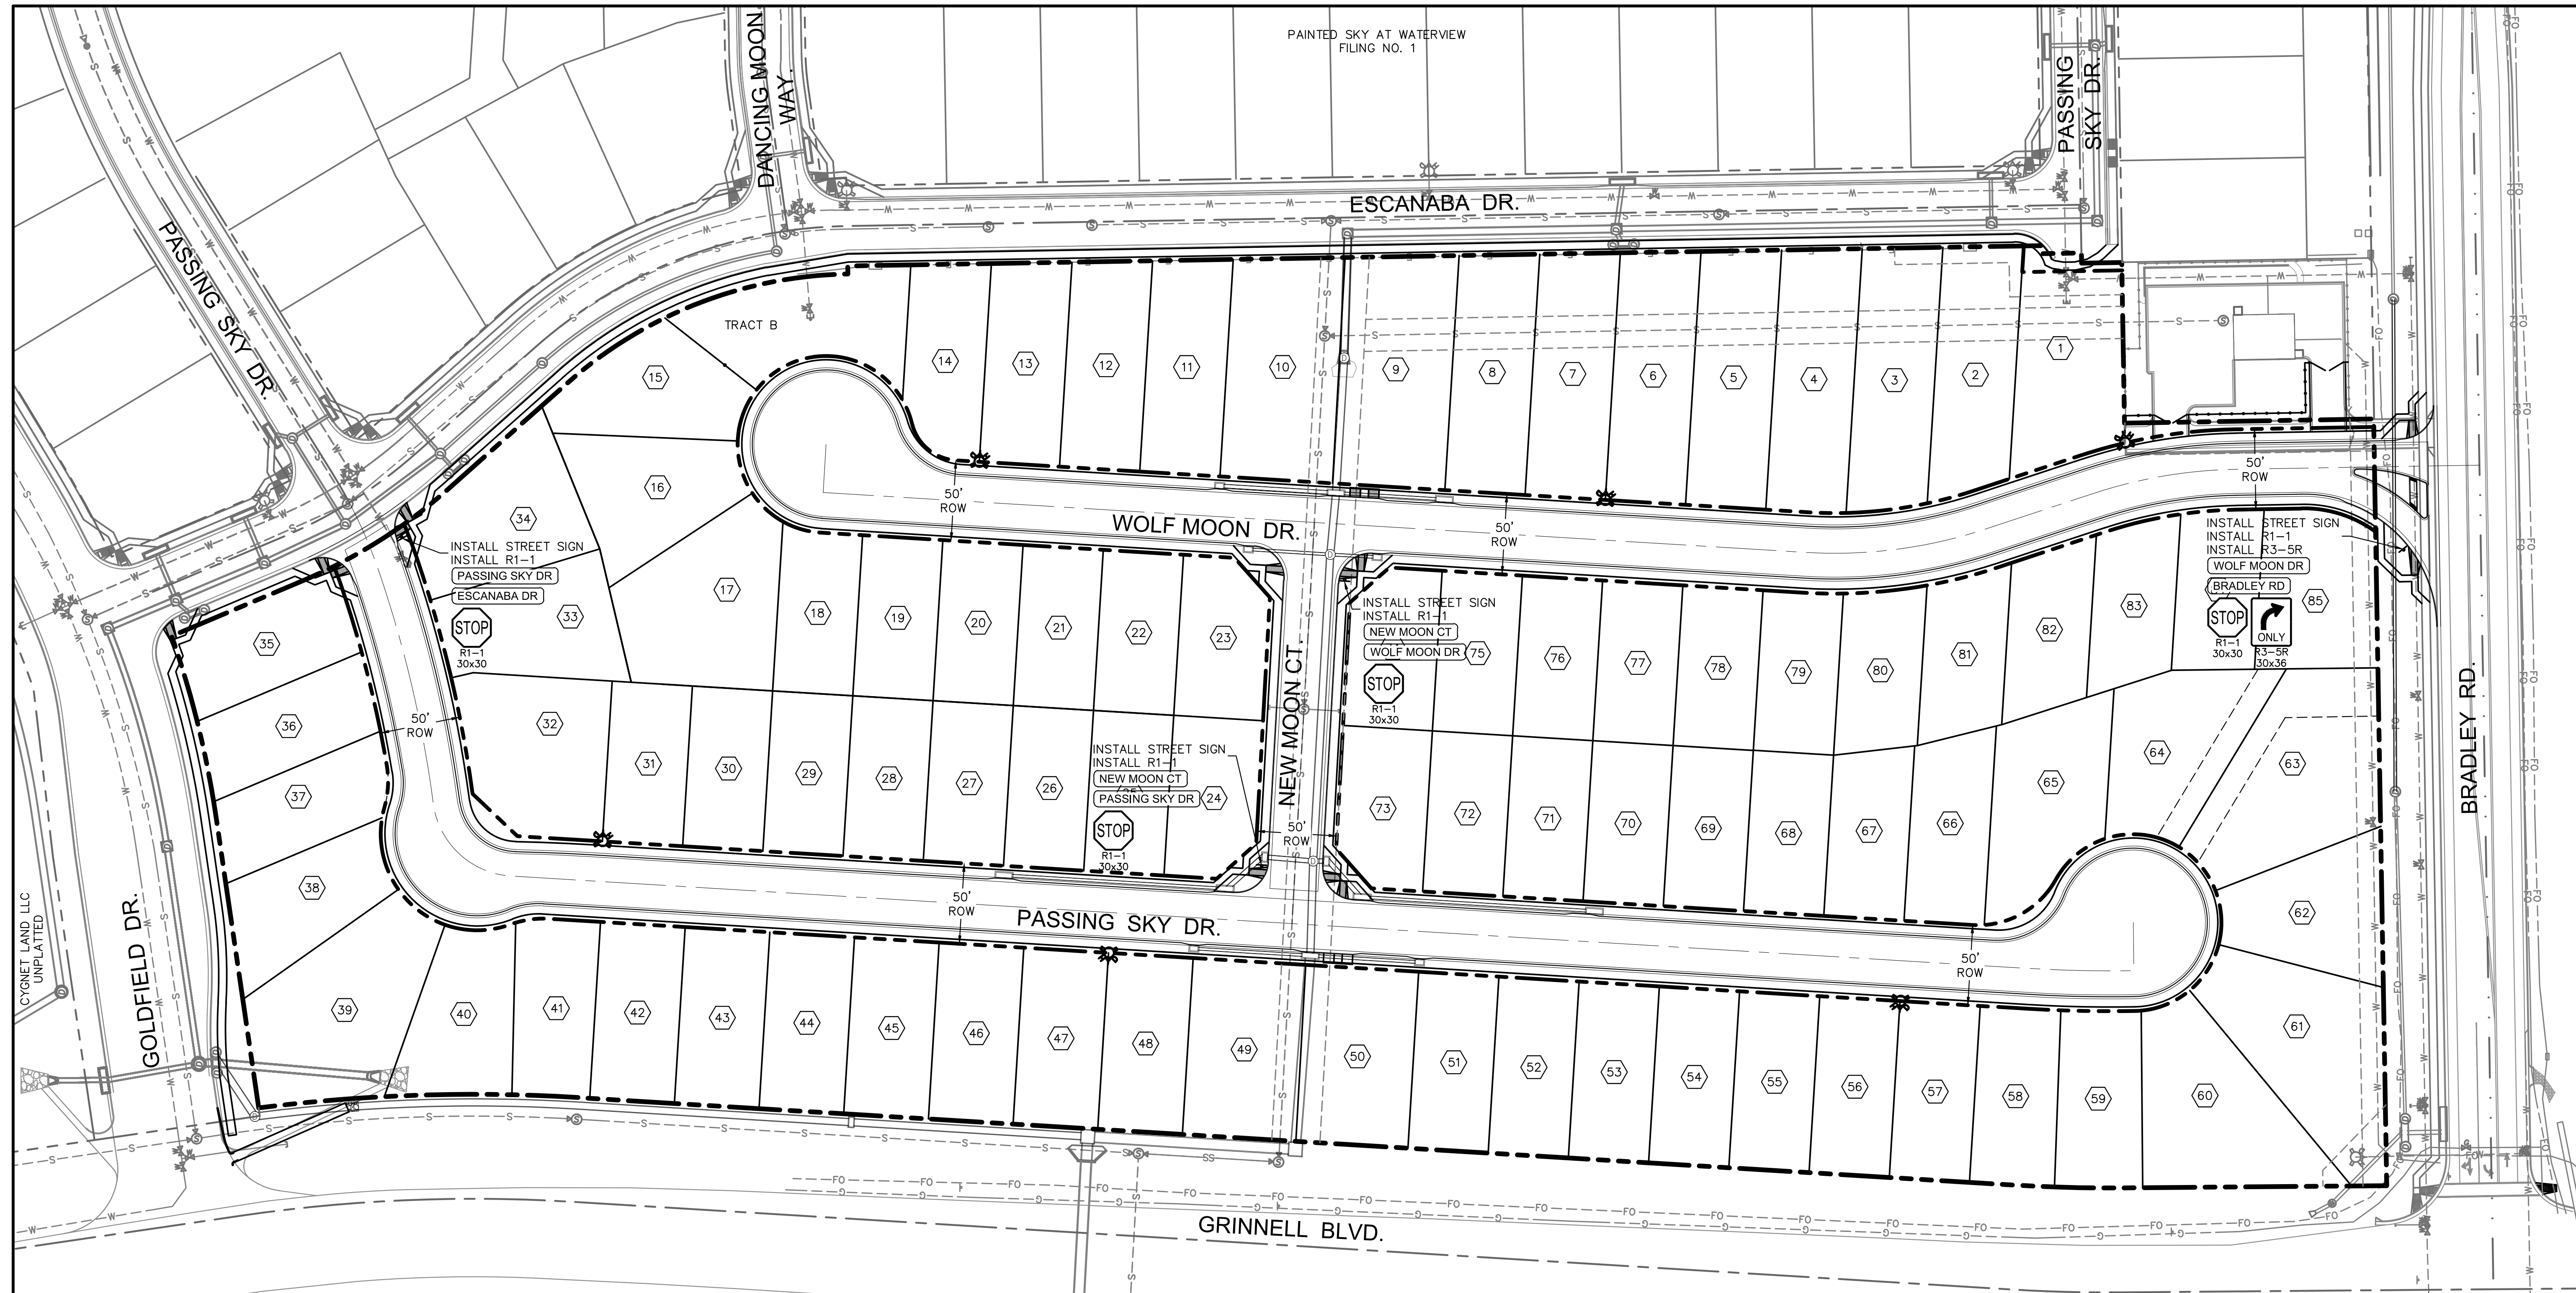 PAINTED SKY AT WATERVIEW
FILING NO. 1
DANCING MOON
WAY.
PASSING
SKY DR.
ESCANABA DR.
PASSING SKY DR.
TRACT B
15
14
13
12
11
10
9
8
7
6
5
4
3
2
1
16
34
50'
ROW
WOLF MOON DR.
50'
ROW
50'
ROW
INSTALL STREET SIGN
INSTALL R1-1
PASSING SKY DR
ESCANABA DR
STOP
R1-1
30x30
INSTALL STREET SIGN
INSTALL R1-1
INSTALL R3-5R
WOLF MOON DR
BRADLEY RD
STOP
R1-1
30x30
ONLY
R3-5R
30x36
33
17
18
19
20
21
22
23
INSTALL STREET SIGN
INSTALL R1-1
NEW MOON CT
WOLF MOON DR
STOP
R1-1
30x30
75
76
77
78
79
80
81
82
83
85
35
36
37
38
50'
ROW
32
31
30
29
28
27
26
INSTALL STREET SIGN
INSTALL R1-1
NEW MOON CT
PASSING SKY DR
STOP
R1-1
30x30
24
NEW MOON CT.
50'
ROW
73
72
71
70
69
68
67
66
65
64
63
62
61
BRADLEY RD.
CYGNET LAND LLC
UNPLATTED
GOLDFIELD DR.
50'
ROW
PASSING SKY DR.
50'
ROW
39
40
41
42
43
44
45
46
47
48
49
50
51
52
53
54
55
56
57
58
59
60
GRINNELL BLVD.